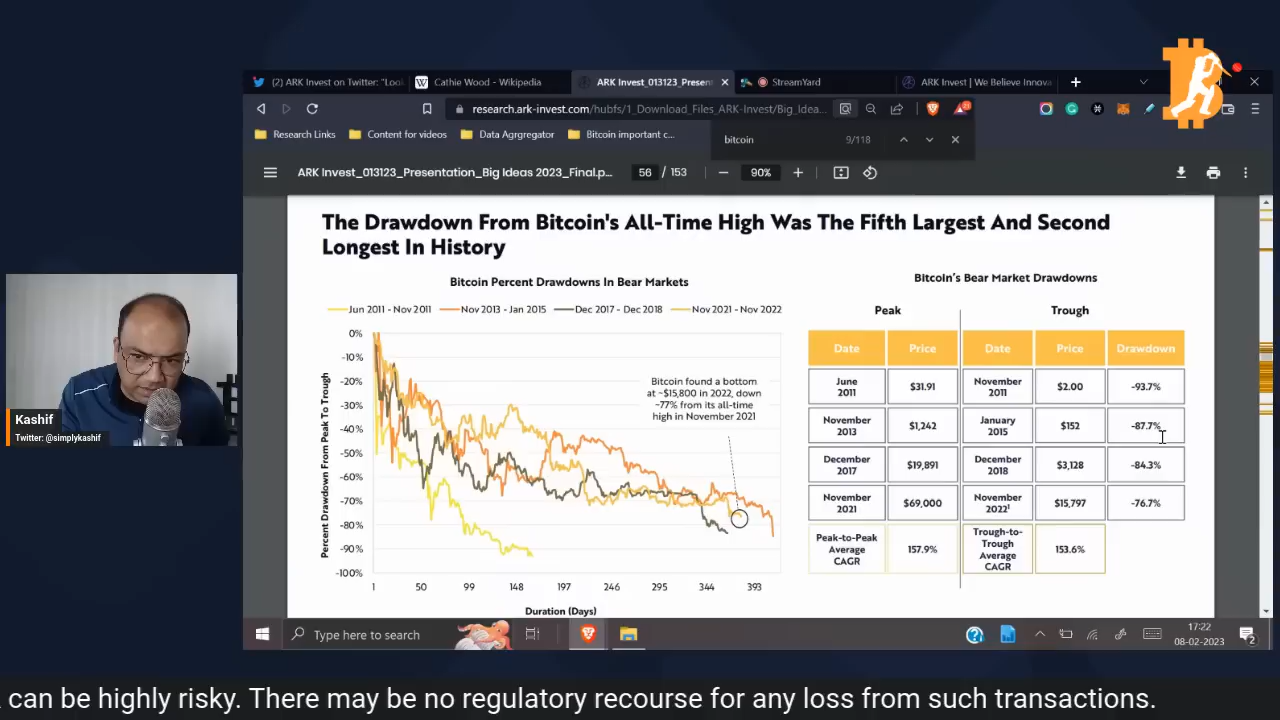 (2) ARK Invest on Twitter: "Look
Cathie Wood - Wikipedia
ARK Invest_013123_Present
StreamYard
ARK Invest | We Believe Innova
research.ark-invest.com/hubfs/1_Download_Files_ARK-Invest/Big_Idea...
Research Links
Content for videos
Data Agrgregator
Bitcoin important c...
bitcoin
9/118
ARK Invest_013123_Presentation_Big Ideas 2023_Final.p...
56 / 153
90%
The Drawdown From Bitcoin's All-Time High Was The Fifth Largest And Second
Longest In History
Bitcoin Percent Drawdowns In Bear Markets
Jun 2011 - Nov 2011
Nov 2013 - Jan 2015
Dec 2017 - Dec 2018
Nov 2021 - Nov 2022
Percent Drawdown From Peak To Trough
0%
-10%
-20%
-30%
-40%
-50%
-60%
-70%
-80%
-90%
-100%
Bitcoin found a bottom
at ~$15,800 in 2022, down
~77% from its all-time
high in November 2021
1 50 99 148 197 246 295 344 393
Duration (Days)
Bitcoin's Bear Market Drawdowns
Peak Trough
Date Price Date Price Drawdown
June 2011 $31.91 November 2011 $2.00 -93.7%
November 2013 $1,242 January 2015 $152 -87.7%
December 2017 $19,891 December 2018 $3,128 -84.3%
November 2021 $69,000 November 2022¹ $15,797 -76.7%
Peak-to-Peak Average CAGR 157.9% Trough-to-Trough Average CAGR 153.6%
Kashif
Twitter: @simplykashif
Type here to search
17:22
08-02-2023
2
can be highly risky. There may be no regulatory recourse for any loss from such transactions.